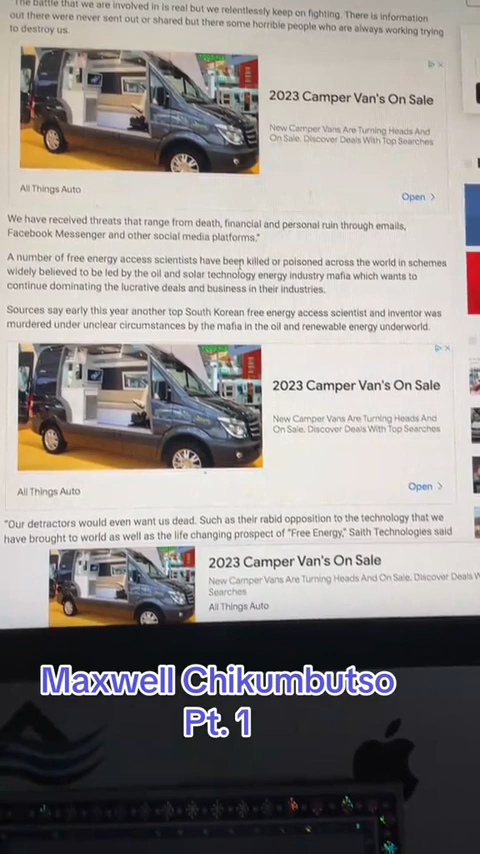 The battle that we are involved in is real but we relentlessly keep on fighting. There is information
out there were never sent out or shared but there some horrible people who are always working trying
to destroy us.
2023 Camper Van's On Sale
New Camper Vans Are Turning Heads And
On Sale. Discover Deals With Top Searches
All Things Auto
Open >
We have received threats that range from death, financial and personal ruin through emails,
Facebook Messenger and other social media platforms."
A number of free energy access scientists have been killed or poisoned across the world in schemes
widely believed to be led by the oil and solar technology energy industry mafia which wants to
continue dominating the lucrative deals and business in their industries.
Sources say early this year another top South Korean free energy access scientist and inventor was
murdered under unclear circumstances by the mafia in the oil and renewable energy underworld.
2023 Camper Van's On Sale
New Camper Vans Are Turning Heads And
On Sale. Discover Deals With Top Searches
All Things Auto
Open >
"Our detractors would even want us dead. Such as their rabid opposition to the technology that we
have brought to world as well as the life changing prospect of "Free Energy," Saith Technologies said
2023 Camper Van's On Sale
New Camper Vans Are Turning Heads And On Sale. Discover Deals W
Searches
All Things Auto
Maxwell Chikumbutso
Pt. 1